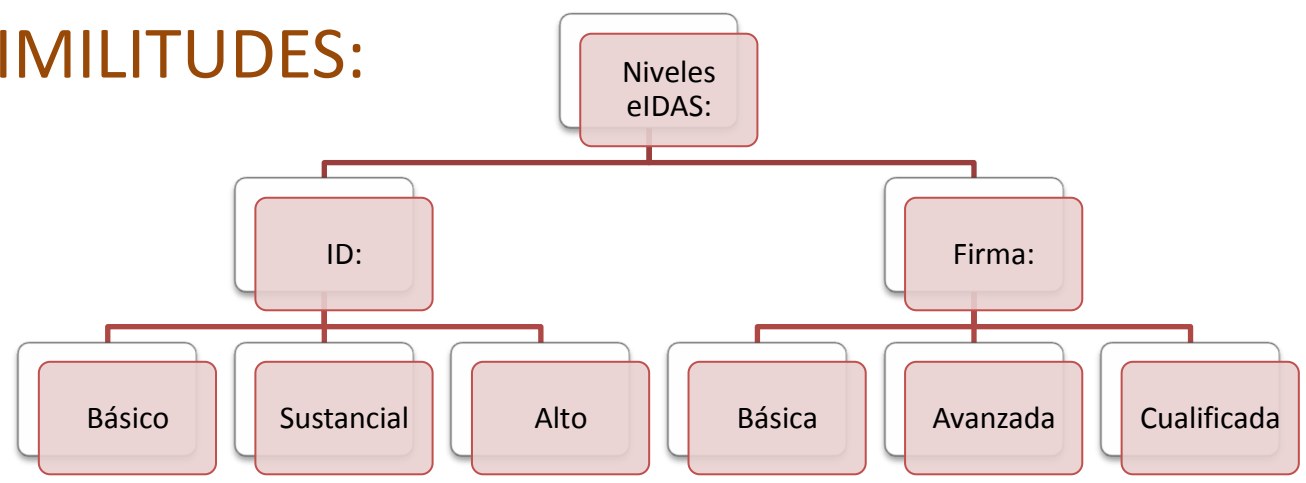 IMILITUDES:
Niveles
eIDAS:
ID:
Firma:
Básico
Sustancial
Alto
Básica
Avanzada
Cualificada